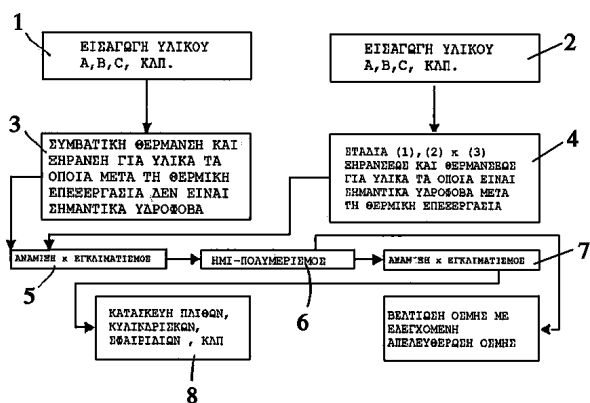 1
ΕΙΣΑΓΩΓΗ ΥΛΙΚΟΥ
Α,Β,C, ΚΛΠ.
2
ΕΙΣΑΓΩΓΗ ΥΛΙΚΟΥ
Α,Β,C, ΚΛΠ.
3
ΣΥΜΒΑΤΙΚΗ ΘΕΡΜΑΝΣΗ ΚΑΙ
ΞΗΡΑΝΣΗ ΓΙΑ ΥΛΙΚΑ ΤΑ
ΟΠΟΙΑ ΜΕΤΑ ΤΗ ΘΕΡΜΙΚΗ
ΕΠΕΞΕΡΓΑΣΙΑ ΔΕΝ ΕΙΝΑΙ
ΣΗΜΑΝΤΙΚΑ ΥΔΡΟΦΟΒΑ
4
ΣΤΑΔΙΑ (1),(2) κ (3)
ΞΗΡΑΝΣΕΩΣ ΚΑΙ ΘΕΡΜΑΝΣΕΩΣ
ΓΙΑ ΥΛΙΚΑ ΤΑ ΟΠΟΙΑ ΕΙΝΑΙ
ΣΗΜΑΝΤΙΚΑ ΥΔΡΟΦΟΒΑ ΜΕΤΑ
ΤΗ ΘΕΡΜΙΚΗ ΕΠΕΞΕΡΓΑΣΙΑ
ΑΝΑΜΙΞΗ κ ΕΓΚΛΙΜΑΤΙΣΜΟΣ
5
ΗΜΙ-ΠΟΛΥΜΕΡΙΣΜΟΣ
6
ΑΝΑΜΙΞΗ κ ΕΓΚΛΙΜΑΤΙΣΜΟΣ
7
ΚΑΤΑΣΚΕΥΗ ΠΛΙΘΩΝ,
ΚΥΛΙΝΔΡΙΣΚΩΝ,
ΣΦΑΙΡΙΔΙΩΝ , ΚΛΠ
8
ΒΕΛΤΙΩΣΗ ΟΣΜΗΣ ΜΕ
ΕΛΕΓΧΟΜΕΝΗ
ΑΠΕΛΕΥΘΕΡΩΣΗ ΟΣΜΗΣ